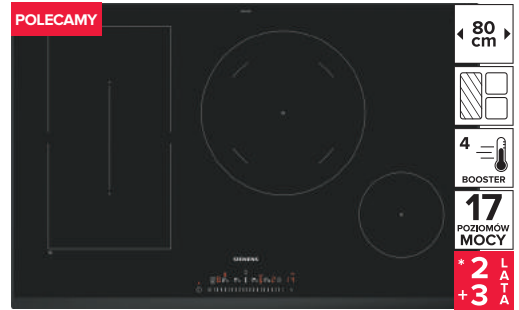 POLECAMY
80
cm
4
BOOSTER
17
POZIOMÓW
MOCY
* 2
+ 3
LATA
SIEMENS